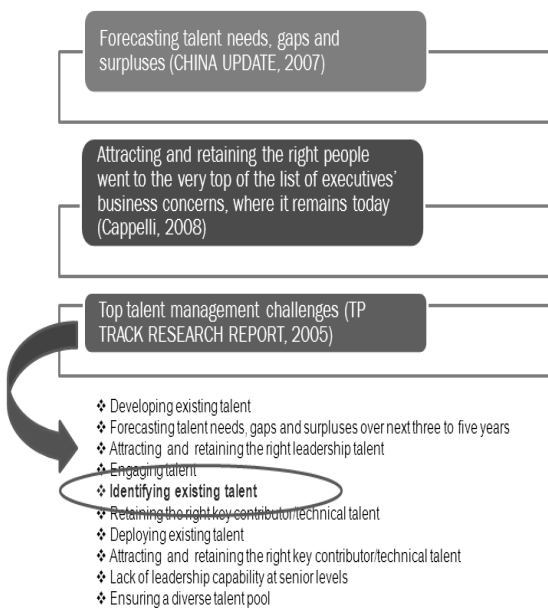 Forecasting talent needs, gaps and
surpluses (CHINA UPDATE, 2007)
Attracting and retaining the right people
went to the very top of the list of executives'
business concerns, where it remains today
(Cappelli, 2008)
Top talent management challenges (TP
TRACK RESEARCH REPORT, 2005)
❖ Developing existing talent
❖ Forecasting talent needs, gaps and surpluses over next three to five years
❖ Attracting and retaining the right leadership talent
❖ Engaging talent
❖ Identifying existing talent
❖ Retaining the right key contributor/technical talent
❖ Deploying existing talent
❖ Attracting and retaining the right key contributor/technical talent
❖ Lack of leadership capability at senior levels
❖ Ensuring a diverse talent pool